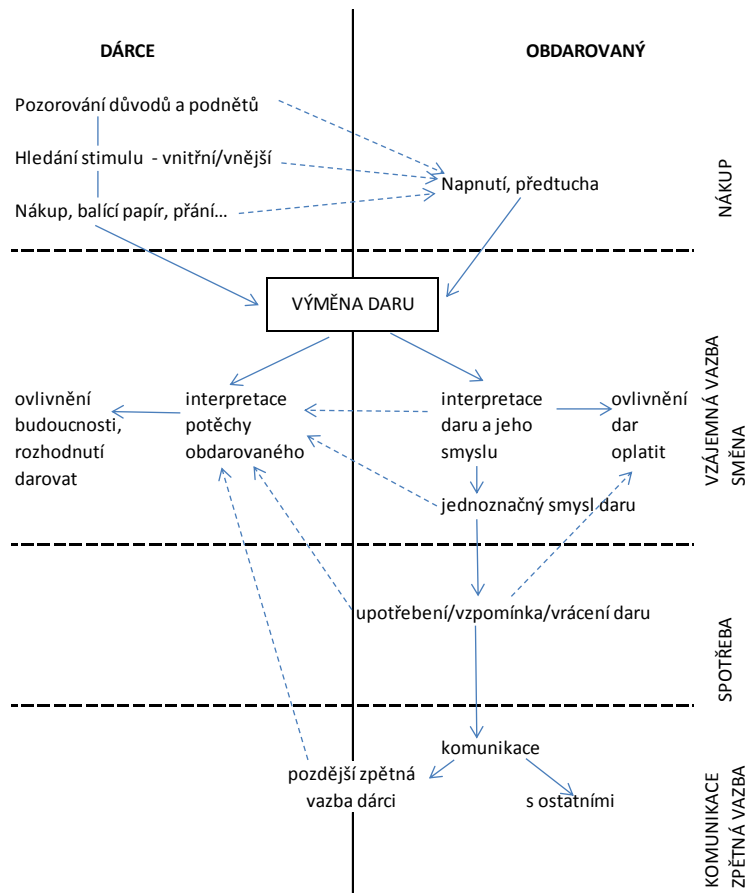 DÁRCE
OBDAROVANÝ
Pozorování důvodů a podnětů
Hledání stimulu - vnitřní/vnější
Nákup, balící papír, přání...
Napnutí, předtucha
NÁKUP
VÝMĚNA DARU
ovlivnění
budoucnosti,
rozhodnutí
darovat
interpretace
potěchy
obdarovaného
interpretace
daru a jeho
smyslu
ovlivnění
dar
oplatit
jednoznačný smysl daru
VZÁJEMNÁ VAZBA
SMĚNA
upotřebení/vzpomínka/vrácení daru
SPOTŘEBA
komunikace
pozdější zpětná
vazba dárci
s ostatními
KOMUNIKACE
ZPĚTNÁ VAZBA